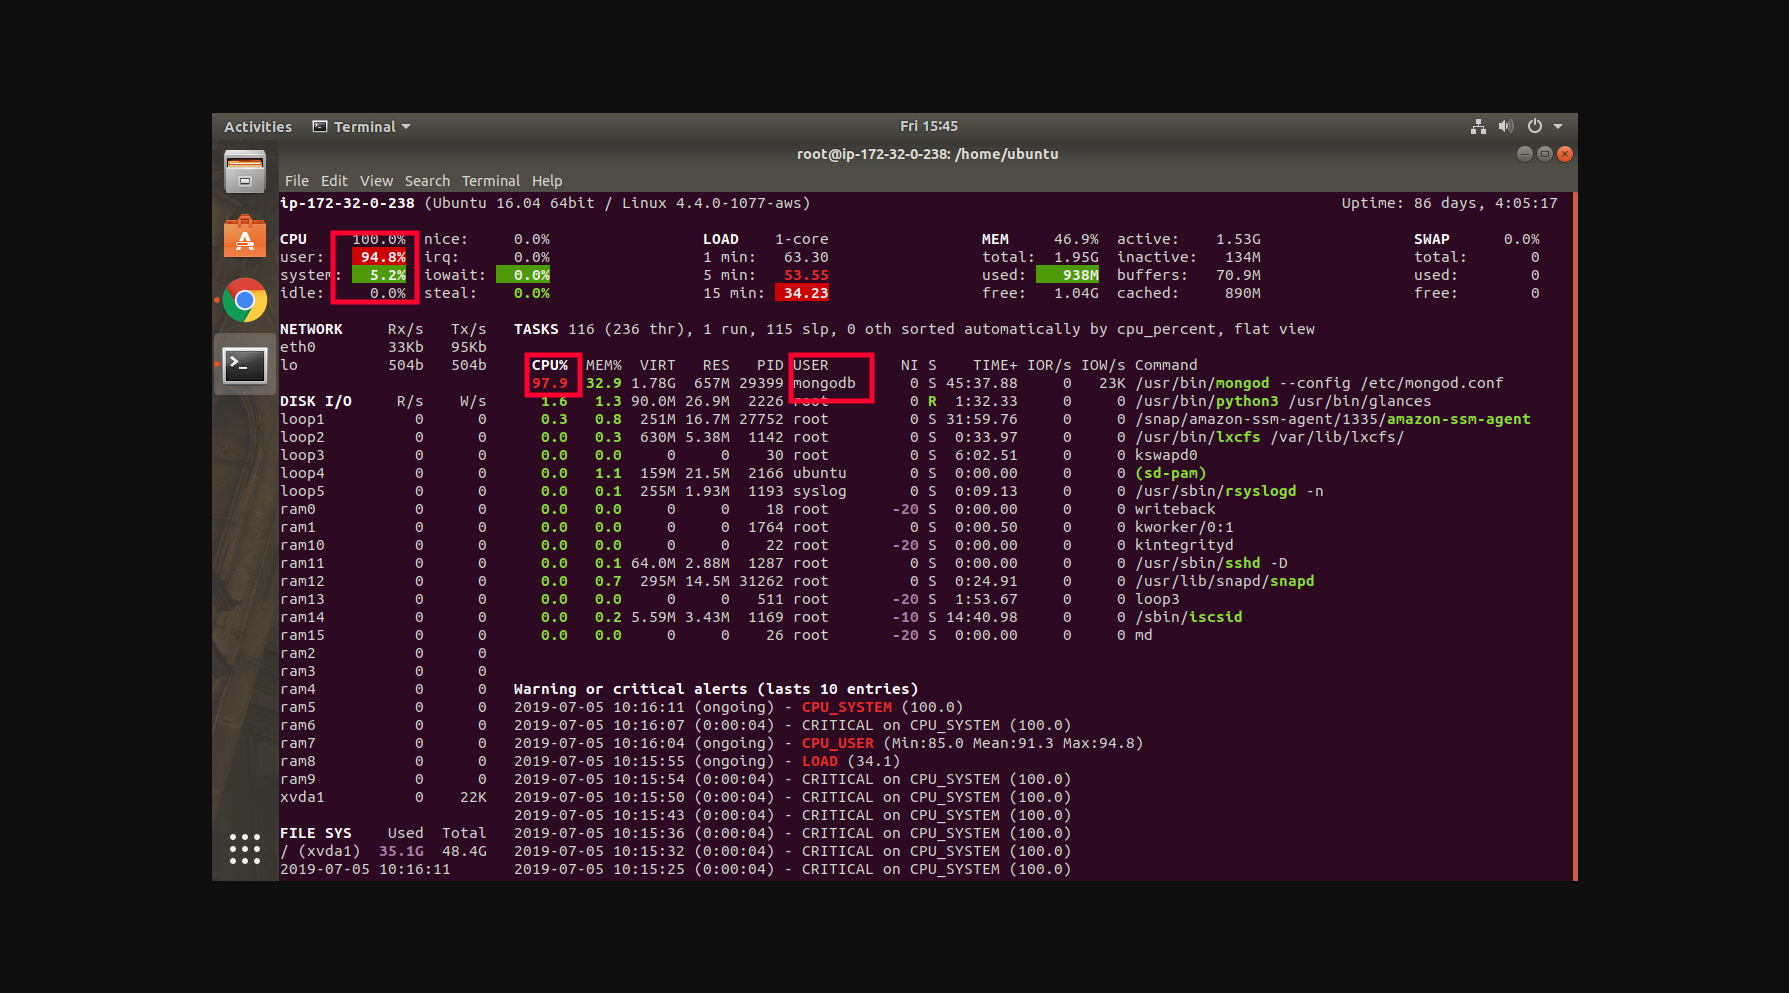 Activities Terminal Fri 15:45
root@ip-172-32-0-238: /home/ubuntu
File Edit View Search Terminal Help
ip-172-32-0-238 (Ubuntu 16.04 64bit / Linux 4.4.0-1077-aws) Uptime: 86 days, 4:05:17
CPU 100.0% nice: 0.0% LOAD 1-core MEM 46.9% active: 1.53G SWAP 0.0%
user: 94.8% irq: 0.0% 1 min: 63.30 total: 1.95G inactive: 134M total: 0
system: 5.2% iowait: 0.0% 5 min: 53.55 used: 938M buffers: 70.9M used: 0
idle: 0.0% steal: 0.0% 15 min: 34.23 free: 1.04G cached: 890M free: 0
NETWORK Rx/s Tx/s TASKS 116 (236 thr), 1 run, 115 slp, 0 oth sorted automatically by cpu_percent, flat view
eth0 33Kb 95Kb
lo 504b 504b CPU% MEM% VIRT RES PID USER NI S TIME+ IOR/s IOW/s Command
97.9 32.9 1.78G 657M 29399 mongodb 0 S 45:37.88 0 23K /usr/bin/mongod --config /etc/mongod.conf
DISK I/O R/s W/s 1.6 1.3 90.0M 26.9M 2226 root 0 R 1:32.33 0 0 /usr/bin/python3 /usr/bin/glances
loop1 0 0 0.3 0.8 251M 16.7M 27752 root 0 S 31:59.76 0 0 /snap/amazon-ssm-agent/1335/amazon-ssm-agent
loop2 0 0 0.0 0.3 630M 5.38M 1142 root 0 S 0:33.97 0 0 /usr/bin/lxcfs /var/lib/lxcfs/
loop3 0 0 0.0 0.0 0 0 30 root 0 S 6:02.51 0 0 kswapd0
loop4 0 0 0.0 1.1 159M 21.5M 2166 ubuntu 0 S 0:00.00 0 0 (sd-pam)
loop5 0 0 0.0 0.1 255M 1.93M 1193 syslog 0 S 0:09.13 0 0 /usr/sbin/rsyslogd -n
ram0 0 0 0.0 0.0 0 0 18 root -20 S 0:00.00 0 0 writeback
ram1 0 0 0.0 0.0 0 0 1764 root 0 S 0:00.50 0 0 kworker/0:1
ram10 0 0 0.0 0.0 0 0 22 root -20 S 0:00.00 0 0 kintegrityd
ram11 0 0 0.0 0.1 64.0M 2.88M 1287 root 0 S 0:00.00 0 0 /usr/sbin/sshd -D
ram12 0 0 0.0 0.7 295M 14.5M 31262 root 0 S 0:24.91 0 0 /usr/lib/snapd/snapd
ram13 0 0 0.0 0.0 0 0 511 root -20 S 1:53.67 0 0 loop3
ram14 0 0 0.0 0.2 5.59M 3.43M 1169 root -10 S 14:40.98 0 0 /sbin/iscsid
ram15 0 0 0.0 0.0 0 0 26 root -20 S 0:00.00 0 0 md
ram2 0 0
ram3 0 0
ram4 0 0 Warning or critical alerts (lasts 10 entries)
ram5 0 0 2019-07-05 10:16:11 (ongoing) - CPU_SYSTEM (100.0)
ram6 0 0 2019-07-05 10:16:07 (0:00:04) - CRITICAL on CPU_SYSTEM (100.0)
ram7 0 0 2019-07-05 10:16:04 (ongoing) - CPU_USER (Min:85.0 Mean:91.3 Max:94.8)
ram8 0 0 2019-07-05 10:15:55 (ongoing) - LOAD (34.1)
ram9 0 0 2019-07-05 10:15:54 (0:00:04) - CRITICAL on CPU_SYSTEM (100.0)
xvda1 0 22K 2019-07-05 10:15:50 (0:00:04) - CRITICAL on CPU_SYSTEM (100.0)
2019-07-05 10:15:43 (0:00:04) - CRITICAL on CPU_SYSTEM (100.0)
FILE SYS Used Total 2019-07-05 10:15:36 (0:00:04) - CRITICAL on CPU_SYSTEM (100.0)
/ (xvda1) 35.1G 48.4G 2019-07-05 10:15:32 (0:00:04) - CRITICAL on CPU_SYSTEM (100.0)
2019-07-05 10:16:11 2019-07-05 10:15:25 (0:00:04) - CRITICAL on CPU_SYSTEM (100.0)